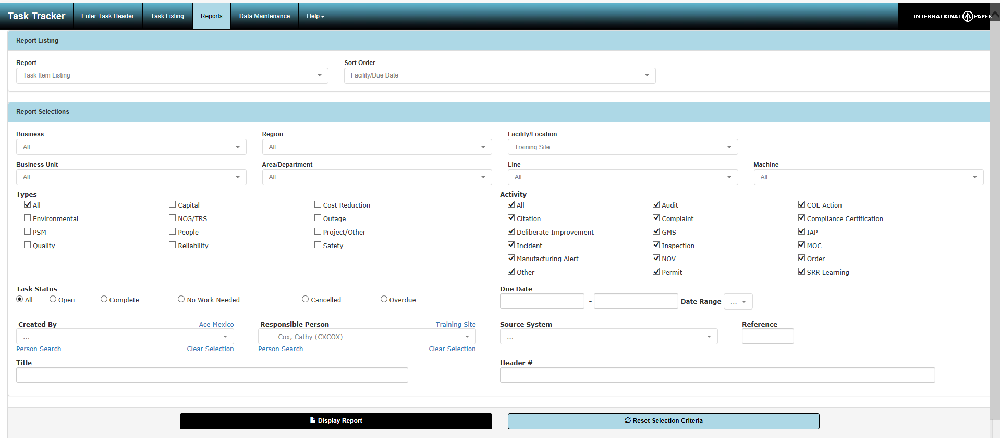 Task Tracker Enter Task Header Task Listing Reports Data Maintenance Help INTERNATIONAL PAPER
Report Listing
Report Sort Order
Task Item Listing Facility/Due Date
Report Selections
Business Region Facility/Location
All All Training Site
Business Unit Area/Department Line Machine
All All All All
Types Activity
All Capital Cost Reduction All Audit COE Action
Environmental NCG/TRS Outage Citation Complaint Compliance Certification
PSM People Project/Other Deliberate Improvement GMS IAP
Quality Reliability Safety Incident Inspection MOC
Manufacturing Alert NOV Order
Other Permit SRR Learning
Task Status Due Date
All Open Complete No Work Needed Cancelled Overdue - Date Range ...
Created By Ace Mexico Responsible Person Training Site Source System Reference
... Cox, Cathy (CXCOX) ...
Person Search Clear Selection Person Search Clear Selection
Title Header #
Display Report Reset Selection Criteria